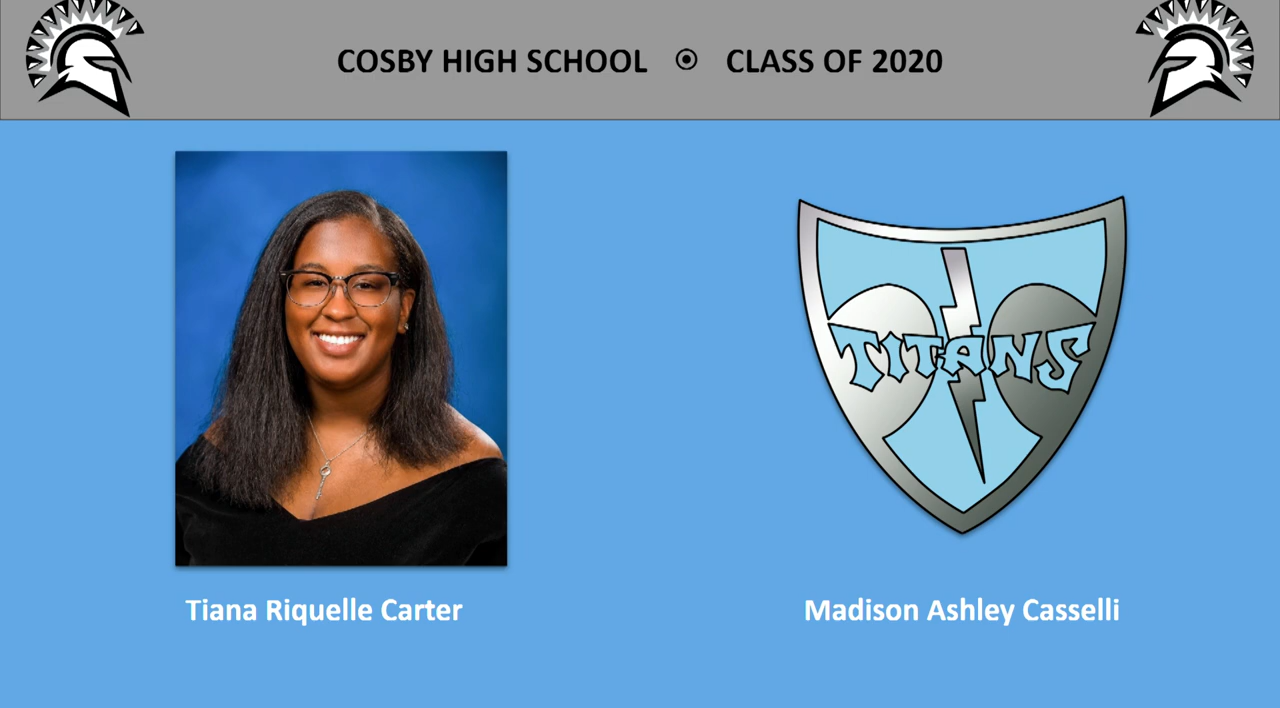 COSBY HIGH SCHOOL ⦿ CLASS OF 2020
TITANS
Tiana Riquelle Carter
Madison Ashley Casselli